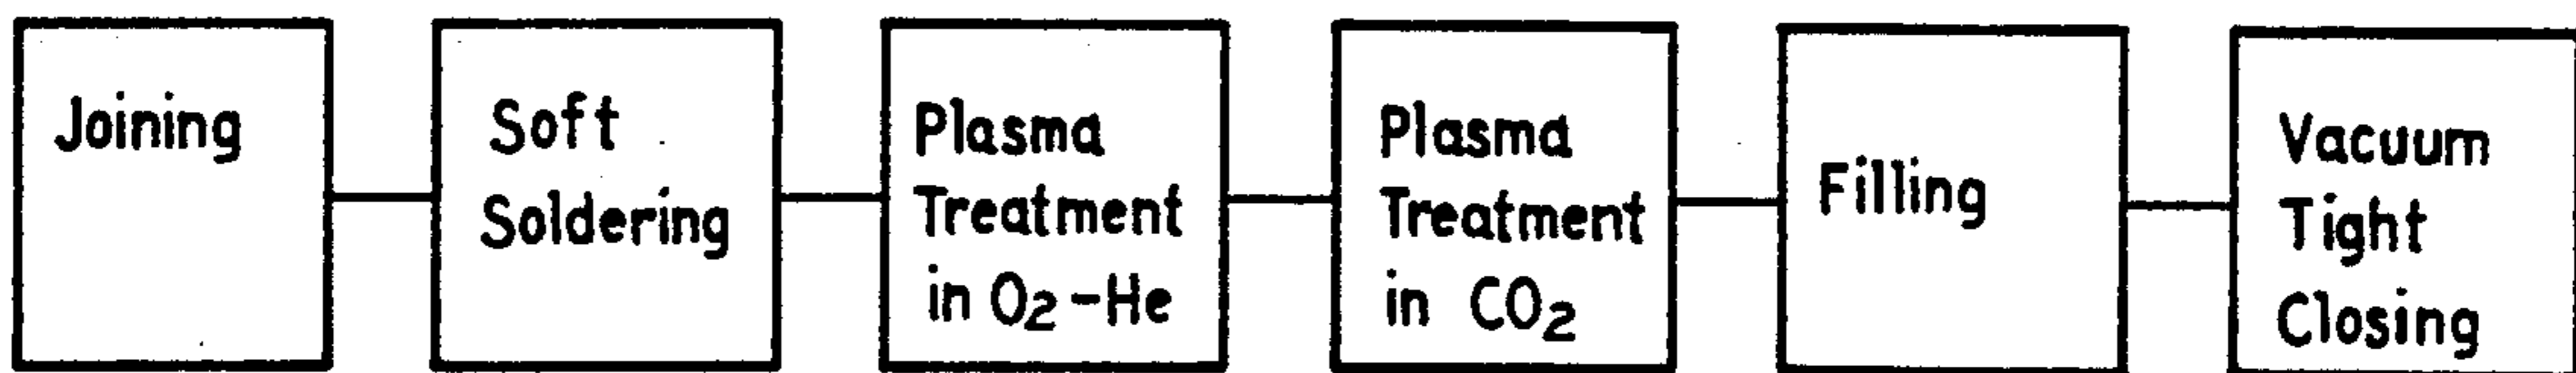 Joining
Soft
Soldering
Plasma
Treatment
in O₂-He
Plasma
Treatment
in CO₂
Filling
Vacuum
Tight
Closing